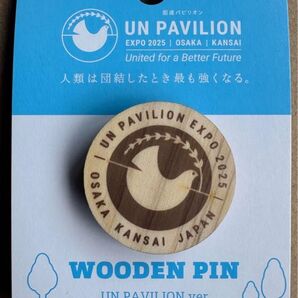 国連パビリオン
UN PAVILION
EXPO 2025 | OSAKA | KANSAI
United for a Better Future
人類は団結したとき最も強くなる。
| UN PAVILION EXPO 2025 |
OSAKA KANSAI JAPAN
WOODEN PIN
UN PAVILION ver.